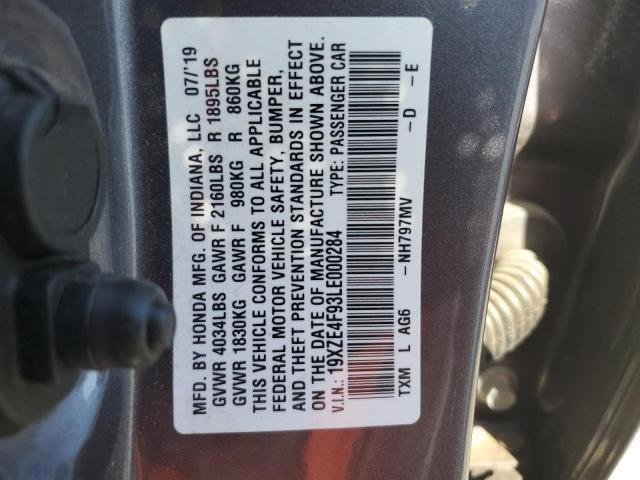 MFD. BY HONDA MFG. OF INDIANA, LLC 07/'19
GVWR 4034LBS GAWR F 2160LBS R 1895LBS
GVWR 1830KG GAWR F 980KG R 860KG
THIS VEHICLE CONFORMS TO ALL APPLICABLE
FEDERAL MOTOR VEHICLE SAFETY, BUMPER,
AND THEFT PREVENTION STANDARDS IN EFFECT
ON THE DATE OF MANUFACTURE SHOWN ABOVE.
V.I.N.: 19XZE4F93LE000284 TYPE: PASSENGER CAR
TXM L AG6 -NH797MV -D -E